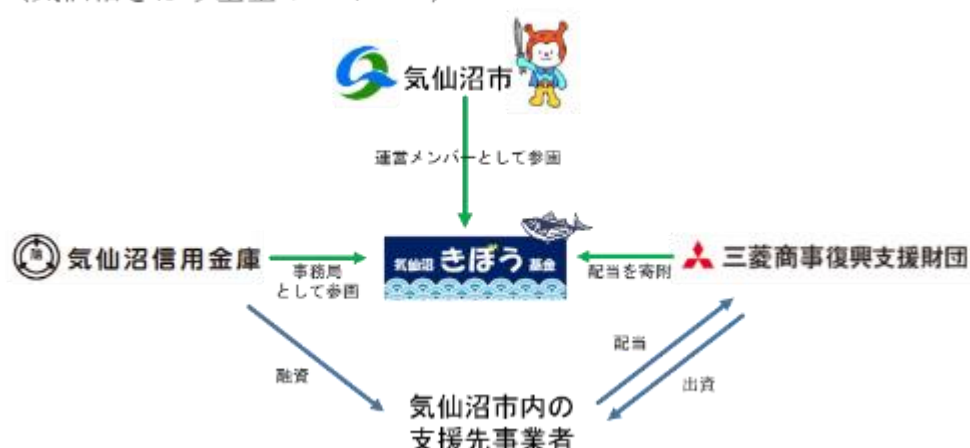 気仙沼市
運営メンバーとして参画
気仙沼信用金庫
事務局
として参画
気仙沼 きぼう 基金
配当を寄附
三菱商事復興支援財団
融資
配当
出資
気仙沼市内の
支援先事業者